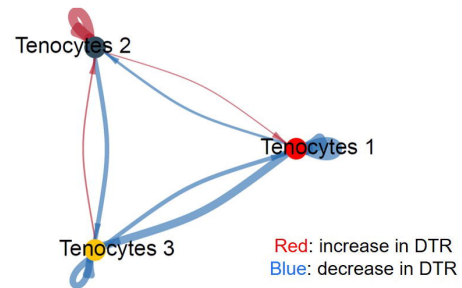 Tenocytes 2
Tenocytes 1
Tenocytes 3
Red: increase in DTR
Blue: decrease in DTR